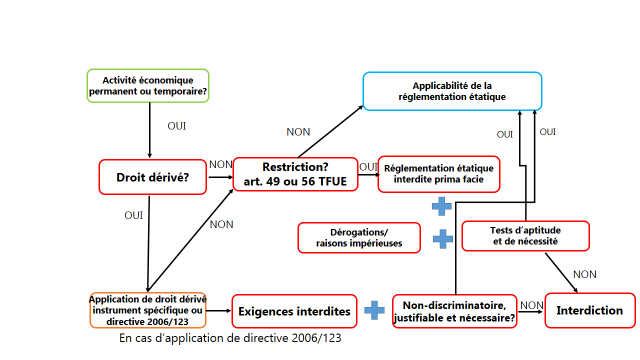 Activité économique
permanent ou temporaire?
Applicabilité de la
réglementation étatique
OUI
NON
OUI
OUI
Droit dérivé?
NON
Restriction?
art. 49 ou 56 TFUE
OUI
Réglementation étatique
interdite prima facie
OUI
NON
Dérogations/
raisons impérieuses
Tests d'aptitude
et de nécessité
NON
Application de droit dérivé
instrument spécifique ou
directive 2006/123
Exigences interdites
Non-discriminatoire,
justifiable et nécessaire?
NON
Interdiction
En cas d'application de directive 2006/123